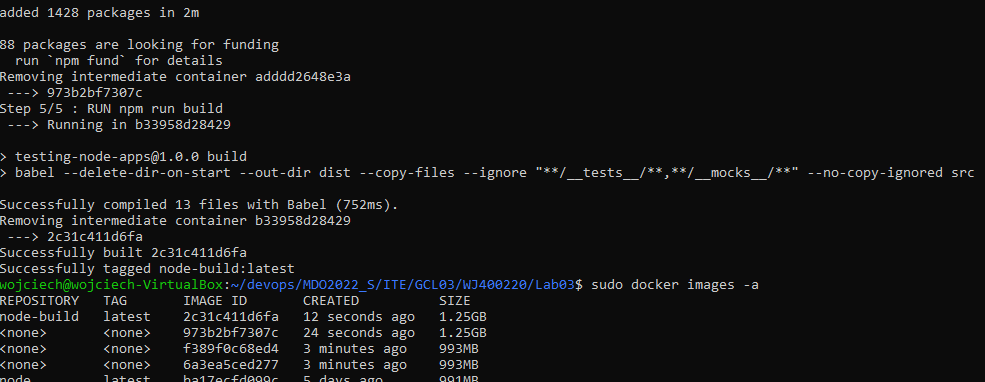 added 1428 packages in 2m
88 packages are looking for funding
  run `npm fund` for details
Removing intermediate container adddd2648e3a
 ---> 973b2bf7307c
Step 5/5 : RUN npm run build
 ---> Running in b33958d28429
> testing-node-apps@1.0.0 build
> babel --delete-dir-on-start --out-dir dist --copy-files --ignore "**/__tests__/**,**/__mocks__/**" --no-copy-ignored src
Successfully compiled 13 files with Babel (752ms).
Removing intermediate container b33958d28429
 ---> 2c31c411d6fa
Successfully built 2c31c411d6fa
Successfully tagged node-build:latest
wojciech@wojciech-VirtualBox:~/devops/MDO2022_S/ITE/GCL03/WJ400220/Lab03$ sudo docker images -a
REPOSITORY   TAG       IMAGE ID       CREATED          SIZE
node-build   latest    2c31c411d6fa   12 seconds ago   1.25GB
<none>       <none>    973b2bf7307c   24 seconds ago   1.25GB
<none>       <none>    f389f0c68ed4   3 minutes ago    993MB
<none>       <none>    6a3ea5ced277   3 minutes ago    993MB
node         latest    ba17ecfd099c   5 days ago       991MB